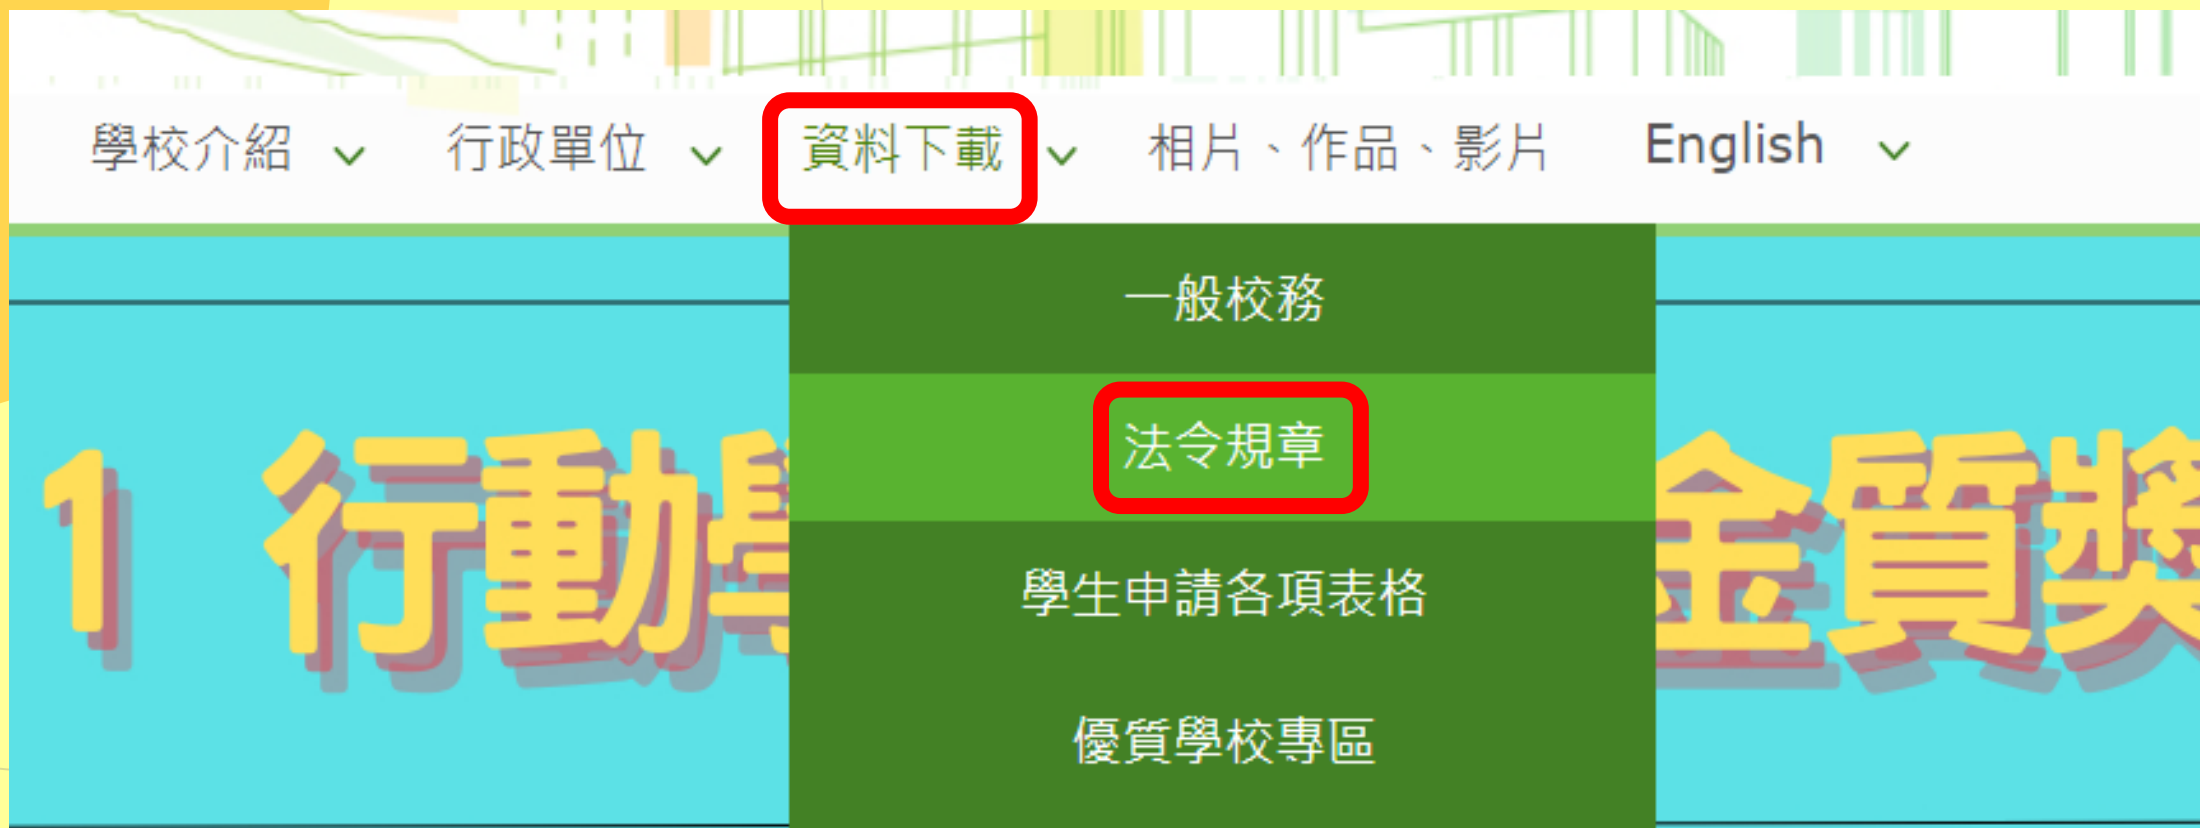 學校介紹 行政單位 資料下載 相片、作品、影片 English
一般校務
法令規章
學生申請各項表格
優質學校專區
1 行動學 金質獎